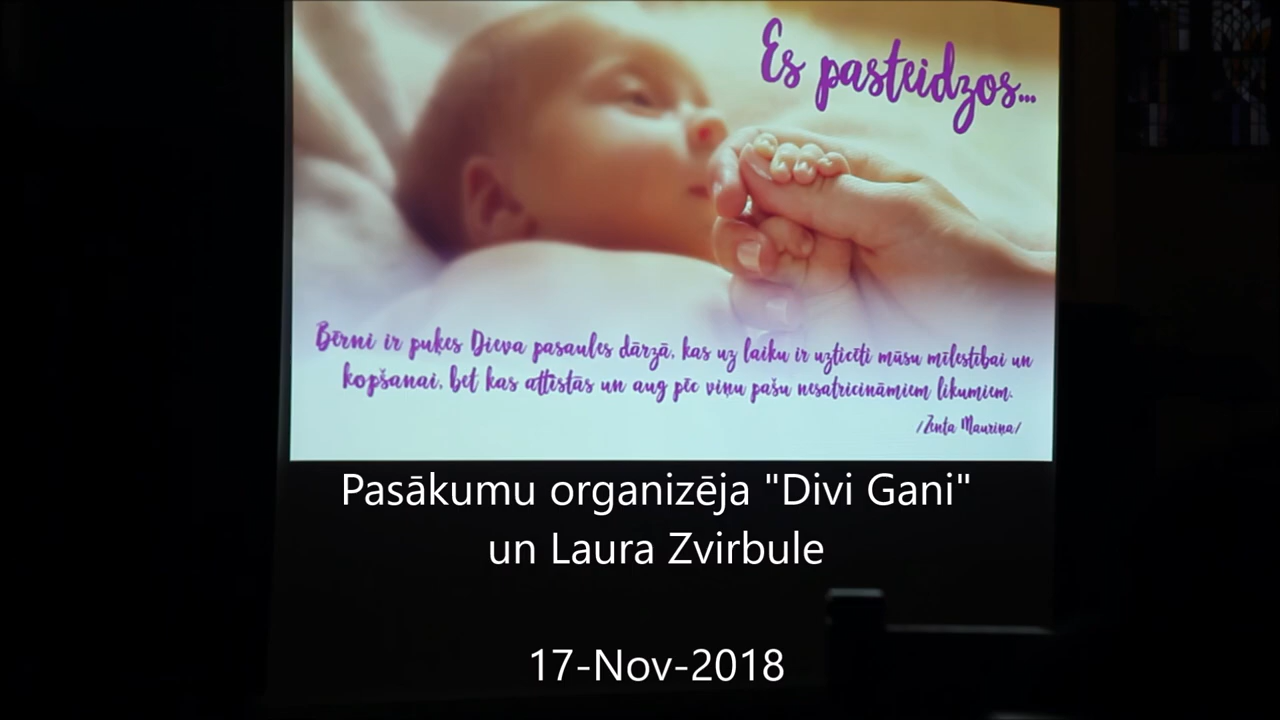 Es pasteidzos...
Bērni ir puķes Dieva pasaules dārzā, kas uz laiku ir uzticēti mūsu mīlestībai un
kopšanai, bet kas attīstās un aug pēc viņu pašu nesatricināmiem likumiem.
/Zenta Mauriņa/
Pasākumu organizēja "Divi Gani"
un Laura Zvirbule
17-Nov-2018